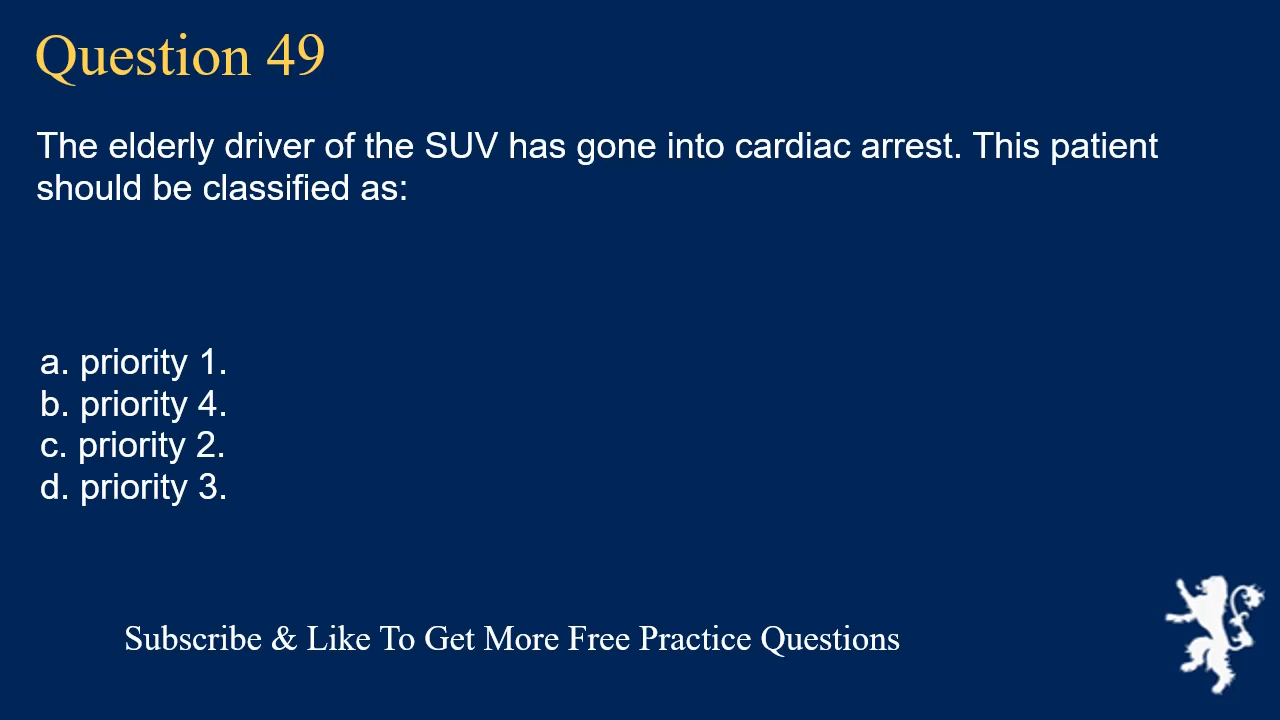 Question 49
The elderly driver of the SUV has gone into cardiac arrest. This patient
should be classified as:
a. priority 1.
b. priority 4.
c. priority 2.
d. priority 3.
Subscribe & Like To Get More Free Practice Questions